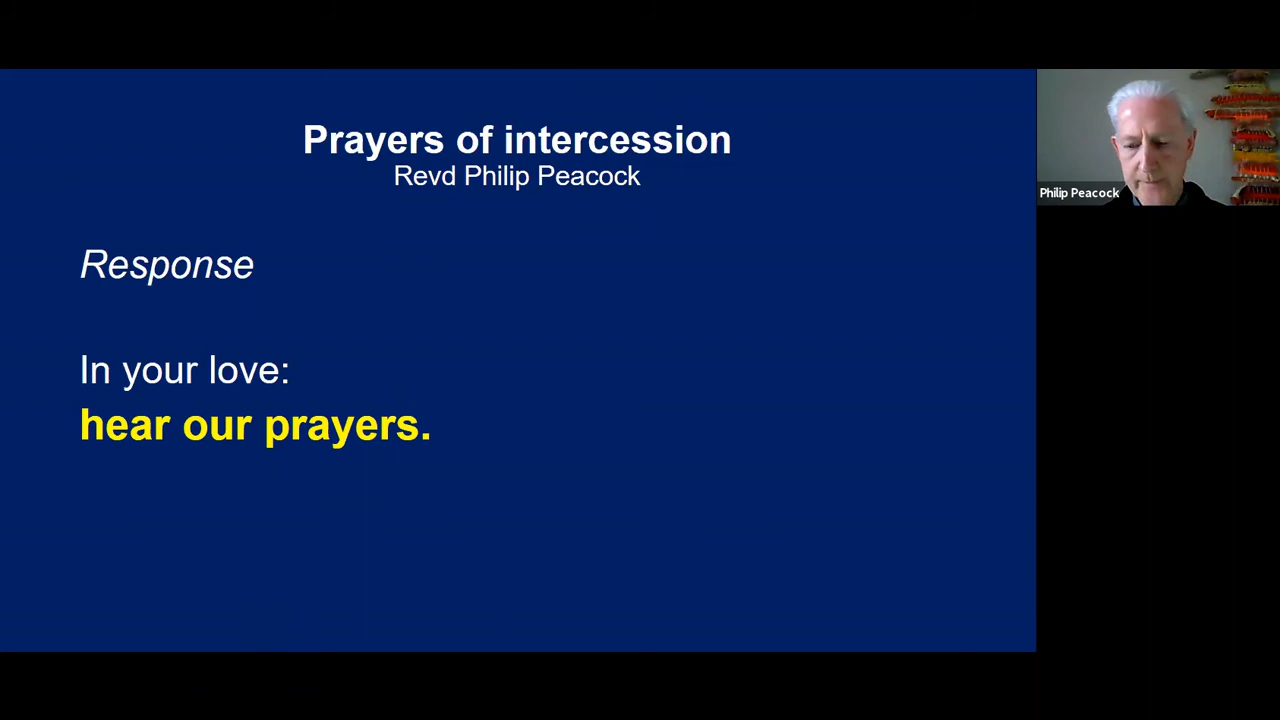 Prayers of intercession
Revd Philip Peacock
Response
In your love:
hear our prayers.
Philip Peacock